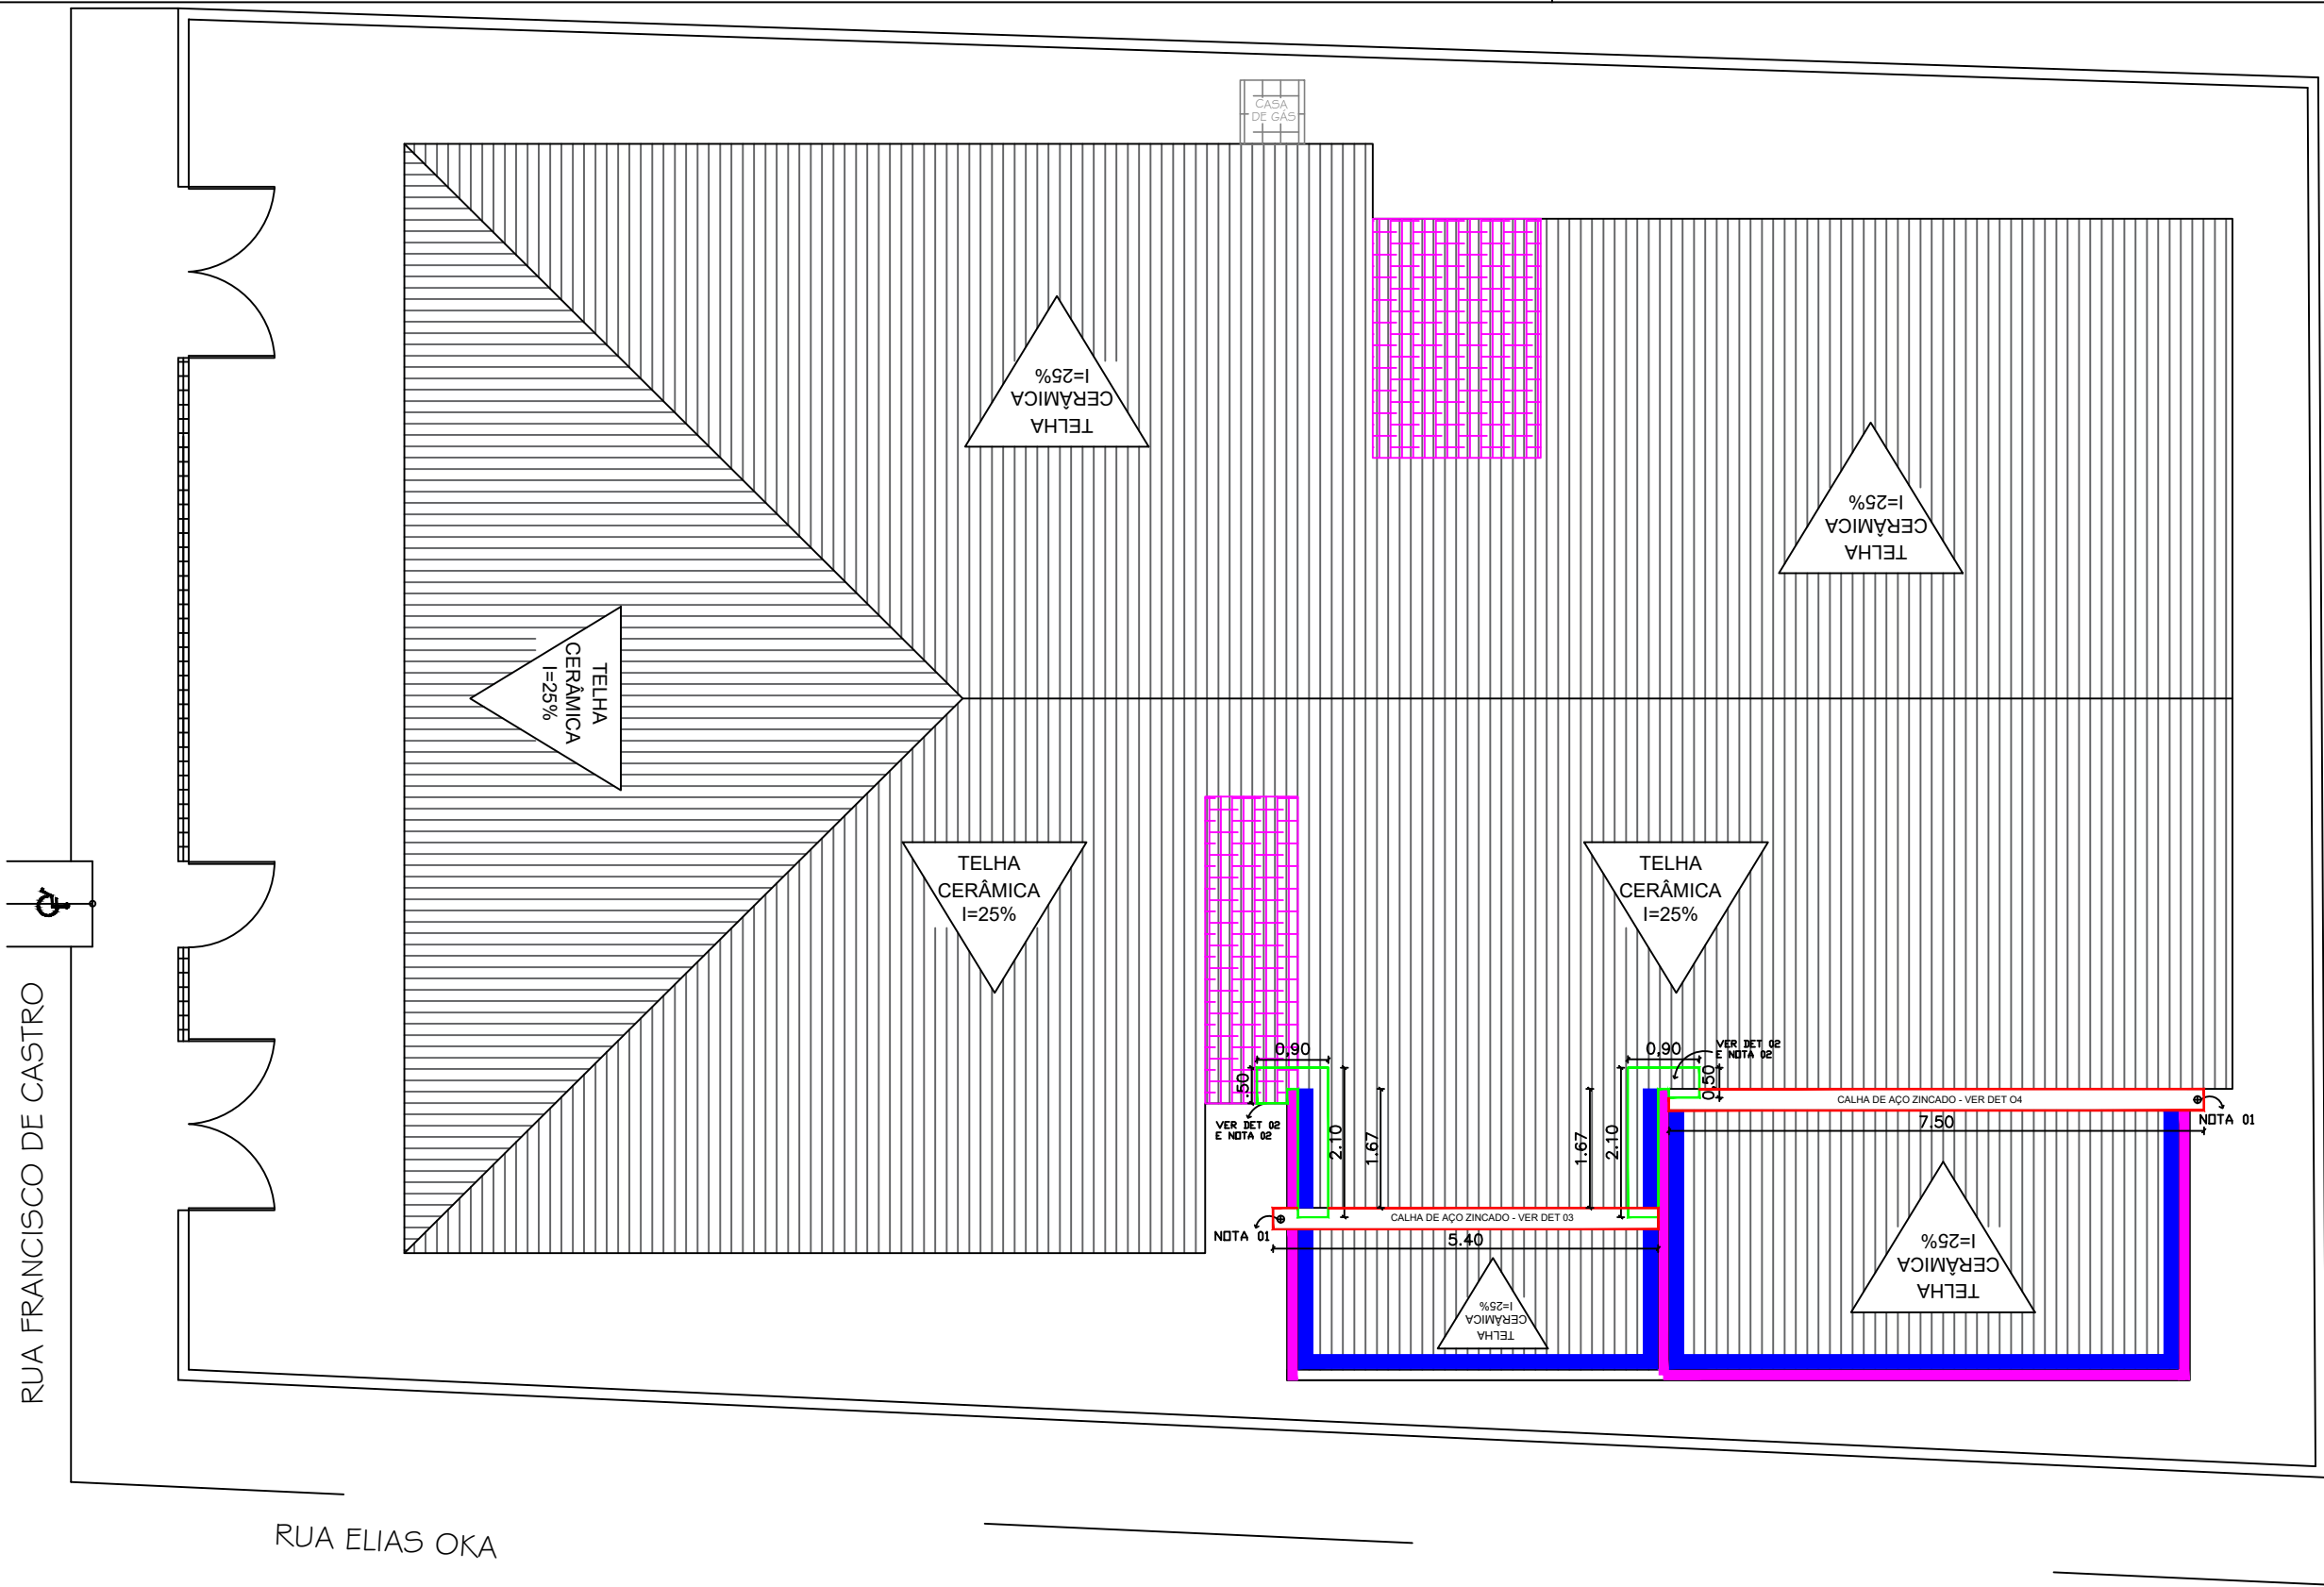 CASA
DE GÁS
TELHA
CERÂMICA
I=25%
TELHA
CERÂMICA
I=25%
TELHA
CERÂMICA
I=25%
TELHA
CERÂMICA
I=25%
TELHA
CERÂMICA
I=25%
RUA FRANCISCO DE CASTRO
0,90
.50
VER DET 02
E NOTA 02
2.10
1.67
1.67
2.10
0,90
0,50
VER DET 02
E NOTA 02
CALHA DE AÇO ZINCADO - VER DET O4
7.50
NOTA 01
NOTA 01
CALHA DE AÇO ZINCADO - VER DET 03
5.40
TELHA
CERÂMICA
I=25%
TELHA
CERÂMICA
I=25%
RUA ELIAS OKA